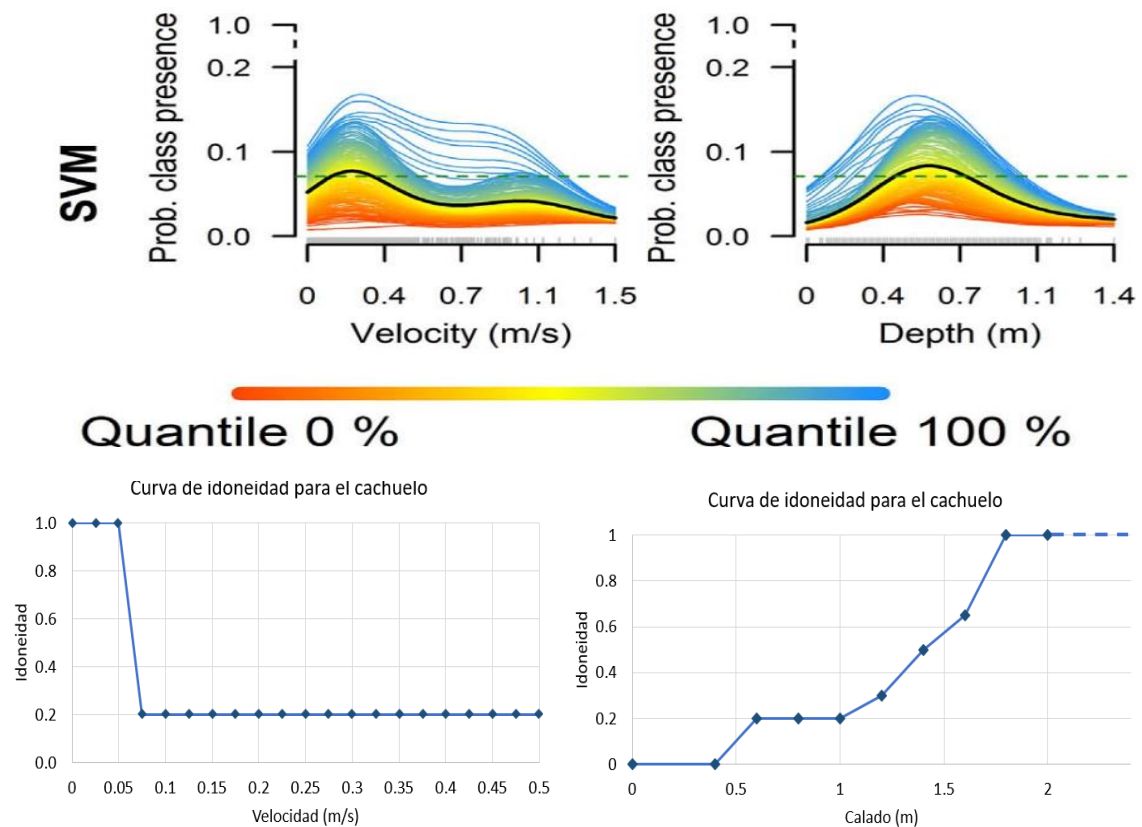 SVM
Prob. class presence
1.0
0.2
0.1
0.0
0 0.4 0.7 1.1 1.5
Velocity (m/s)
Prob. class presence
1.0
0.2
0.1
0.0
0 0.4 0.7 1.1 1.4
Depth (m)
Quantile 0 % Quantile 100 %
Curva de idoneidad para el cachuelo
Idoneidad
1.0
0.8
0.6
0.4
0.2
0.0
0 0.05 0.1 0.15 0.2 0.25 0.3 0.35 0.4 0.45 0.5
Velocidad (m/s)
Curva de idoneidad para el cachuelo
Idoneidad
1
0.8
0.6
0.4
0.2
0
0 0.5 1 1.5 2
Calado (m)